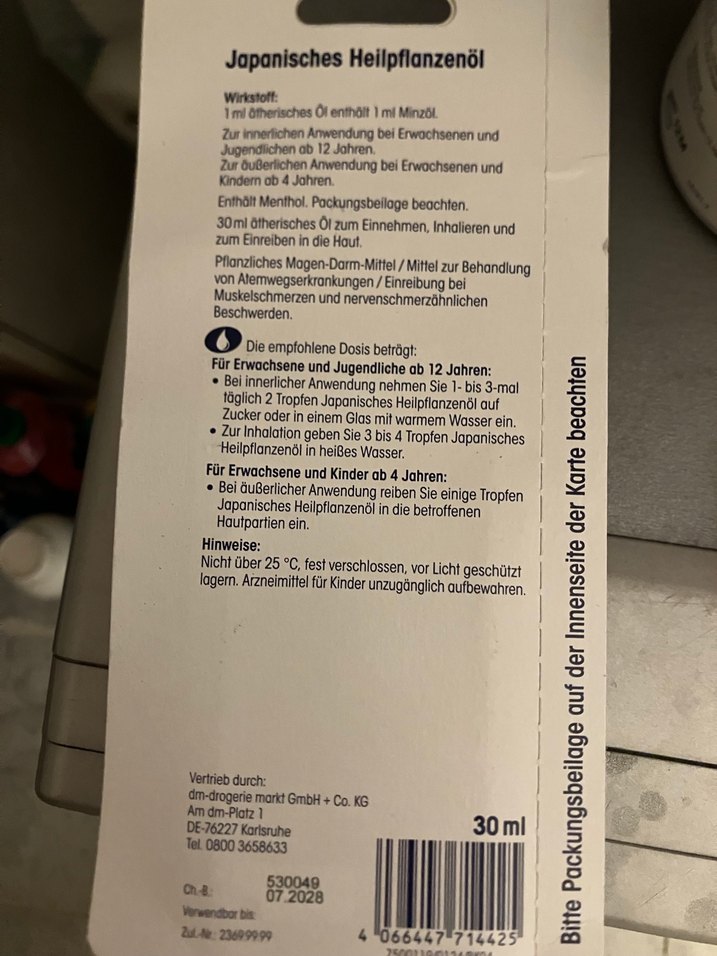 Japanisches Heilpflanzenöl
Wirkstoff:
1 ml ätherisches Öl enthält 1 ml Minzöl.
Zur innerlichen Anwendung bei Erwachsenen und
Jugendlichen ab 12 Jahren.
Zur äußerlichen Anwendung bei Erwachsenen und
Kindern ab 4 Jahren.
Enthält Menthol. Packungsbeilage beachten.
30 ml ätherisches Öl zum Einnehmen, Inhalieren und
zum Einreiben in die Haut.
Pflanzliches Magen-Darm-Mittel / Mittel zur Behandlung
von Atemwegserkrankungen / Einreibung bei
Muskelschmerzen und nervenschmerzähnlichen
Beschwerden.
Die empfohlene Dosis beträgt:
Für Erwachsene und Jugendliche ab 12 Jahren:
• Bei innerlicher Anwendung nehmen Sie 1- bis 3-mal
täglich 2 Tropfen Japanisches Heilpflanzenöl auf
Zucker oder in einem Glas mit warmem Wasser ein.
• Zur Inhalation geben Sie 3 bis 4 Tropfen Japanisches
Heilpflanzenöl in heißes Wasser.
Für Erwachsene und Kinder ab 4 Jahren:
• Bei äußerlicher Anwendung reiben Sie einige Tropfen
Japanisches Heilpflanzenöl in die betroffenen
Hautpartien ein.
Hinweise:
Nicht über 25 °C, fest verschlossen, vor Licht geschützt
lagern. Arzneimittel für Kinder unzugänglich aufbewahren.
Vertrieb durch:
dm-drogerie markt GmbH + Co. KG
Am dm-Platz 1
DE-76227 Karlsruhe
Tel. 0800 3658633
30 ml
Ch.-B.: 530049
07.2028
Verwendbar bis:
Zul.-Nr.: 2369.99.99
4 066447 714425
Bitte Packungsbeilage auf der Innenseite der Karte beachten